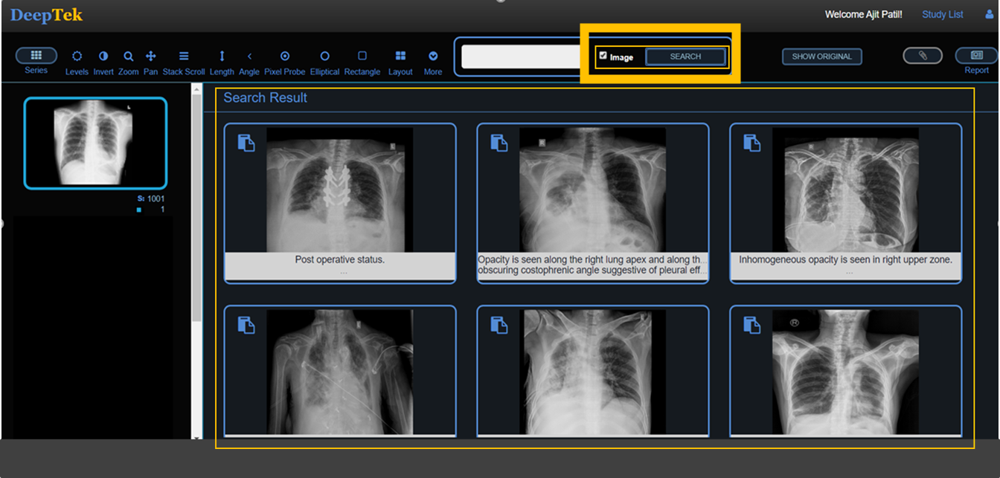 DeepTek
Welcome Ajit Patil!
Study List
Series
Levels
Invert
Zoom
Pan
Stack Scroll
Length
Angle
Pixel Probe
Elliptical
Rectangle
Layout
More
Image
SEARCH
SHOW ORIGINAL
Report
S: 1001
1
Search Result
L
R
R
Post operative status.
...
Opacity is seen along the right lung apex and along th...
obscuring costophrenic angle suggestive of pleural eff...
Inhomogeneous opacity is seen in right upper zone.
...
R